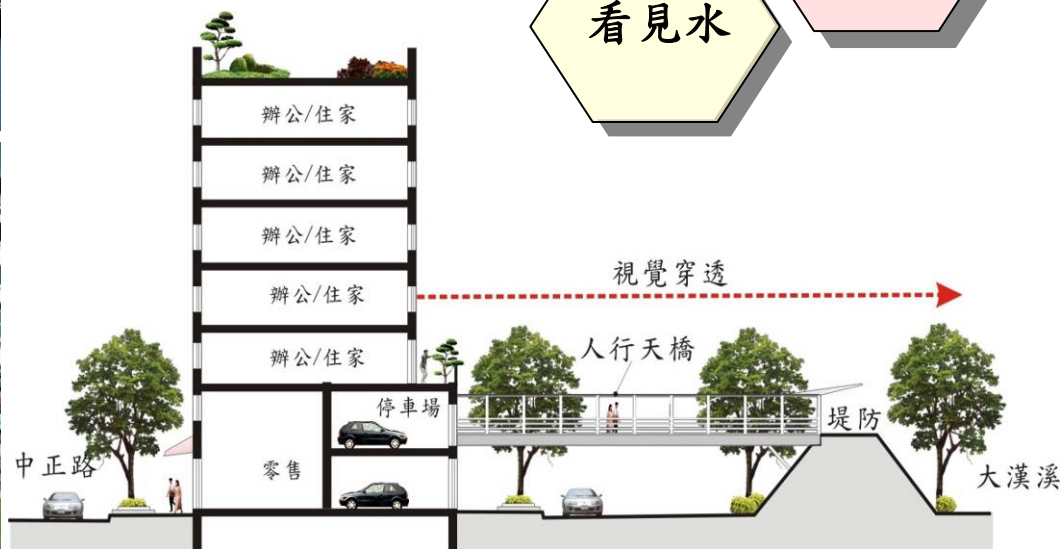 看見水
辦公/住家
辦公/住家
辦公/住家
辦公/住家
視覺穿透
辦公/住家
人行天橋
停車場
堤防
中正路
零售
大漢溪